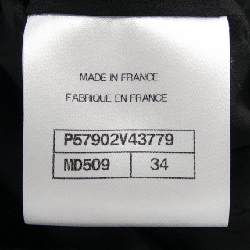 MADE IN FRANCE
FABRIQUE EN FRANCE
P57902V43779
MD509 34